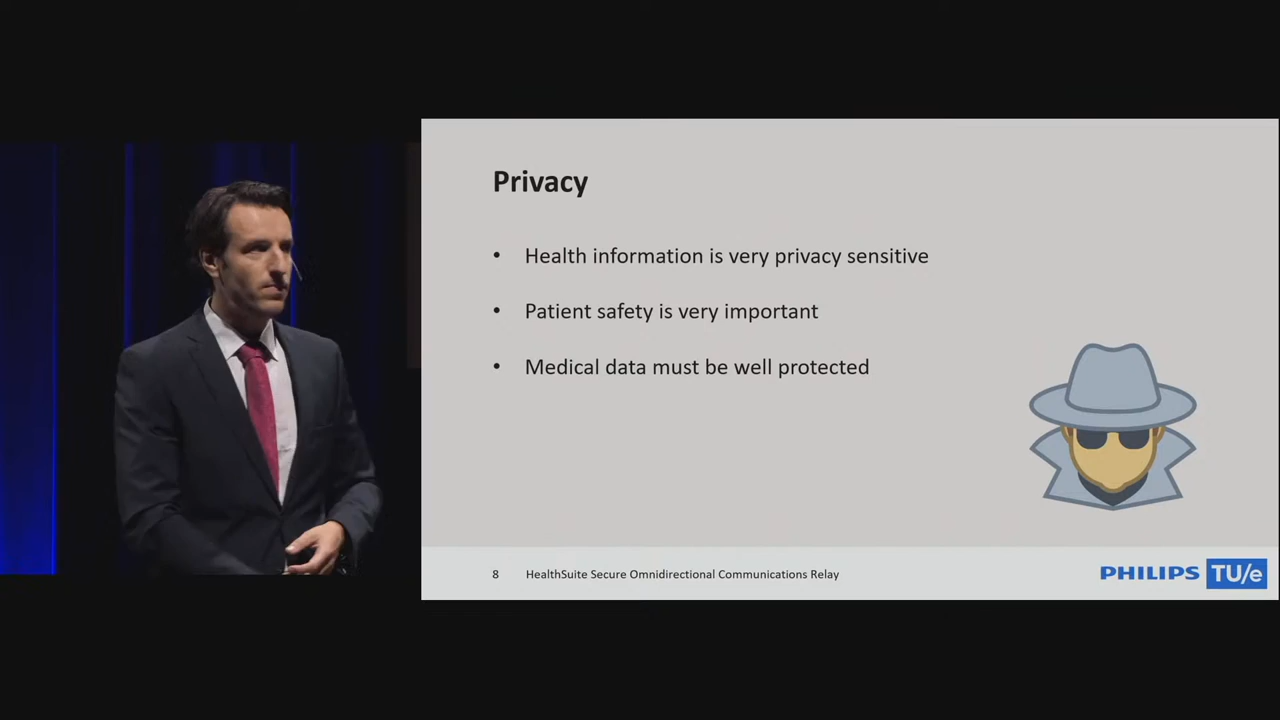 Privacy
• Health information is very privacy sensitive
• Patient safety is very important
• Medical data must be well protected
8 HealthSuite Secure Omnidirectional Communications Relay
PHILIPS TU/e